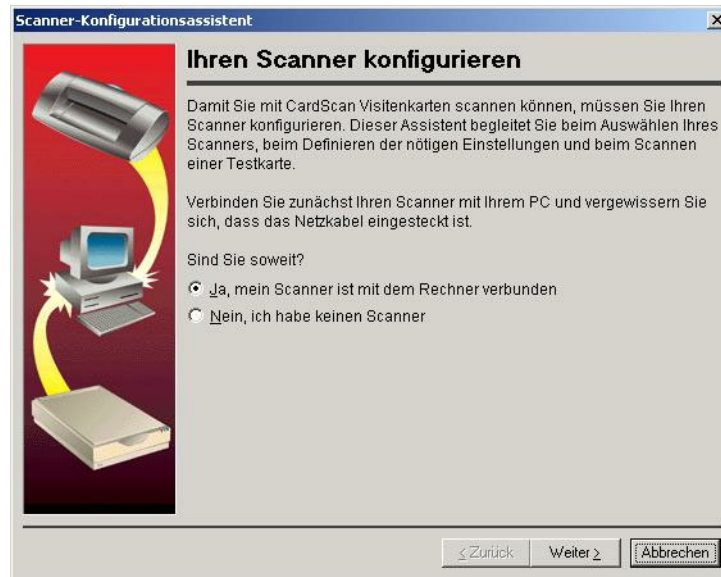 Scanner-Konfigurationsassistent
Ihren Scanner konfigurieren
Damit Sie mit CardScan Visitenkarten scannen können, müssen Sie Ihren
Scanner konfigurieren. Dieser Assistent begleitet Sie beim Auswählen Ihres
Scanners, beim Definieren der nötigen Einstellungen und beim Scannen
einer Testkarte.
Verbinden Sie zunächst Ihren Scanner mit Ihrem PC und vergewissern Sie
sich, dass das Netzkabel eingesteckt ist.
Sind Sie soweit?
Ja, mein Scanner ist mit dem Rechner verbunden
Nein, ich habe keinen Scanner
< Zurück Weiter > Abbrechen